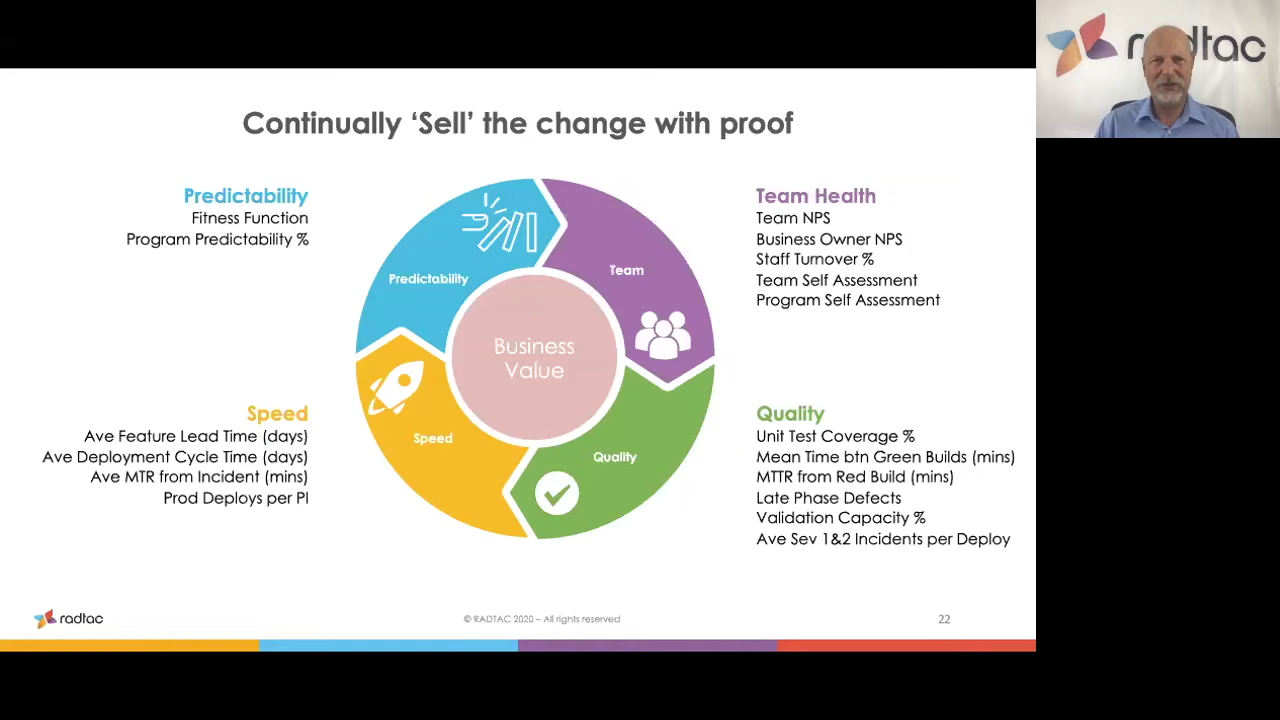 Continually ‘Sell’ the change with proof
Predictability
Fitness Function
Program Predictability %
Team Health
Team NPS
Business Owner NPS
Staff Turnover %
Team Self Assessment
Program Self Assessment
Predictability
Team
Business
Value
Speed
Quality
Speed
Ave Feature Lead Time (days)
Ave Deployment Cycle Time (days)
Ave MTR from Incident (mins)
Prod Deploys per PI
Quality
Unit Test Coverage %
Mean Time btn Green Builds (mins)
MTTR from Red Build (mins)
Late Phase Defects
Validation Capacity %
Ave Sev 1&2 Incidents per Deploy
radtac
© RADTAC 2020 – All rights reserved
22
radtac